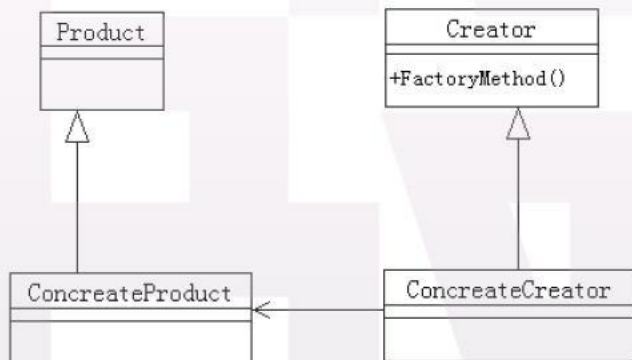 Product
Creator
+FactoryMethod()
ConcreateProduct
ConcreateCreator